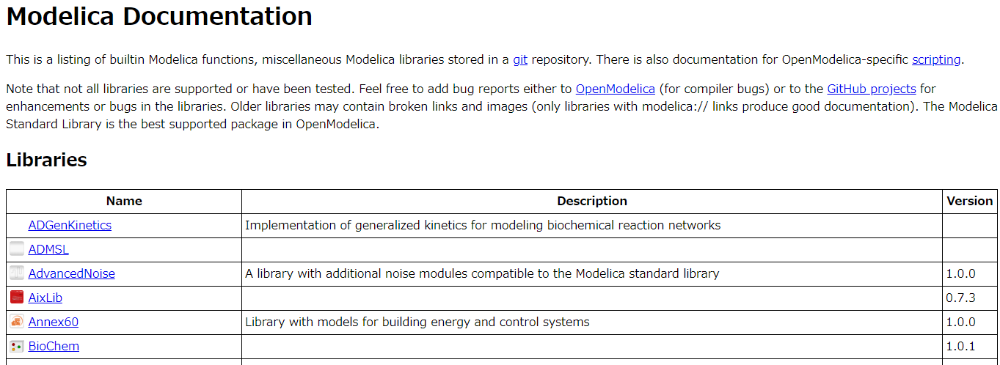 Modelica Documentation
This is a listing of builtin Modelica functions, miscellaneous Modelica libraries stored in a git repository. There is also documentation for OpenModelica-specific scripting.
Note that not all libraries are supported or have been tested. Feel free to add bug reports either to OpenModelica (for compiler bugs) or to the GitHub projects for
enhancements or bugs in the libraries. Older libraries may contain broken links and images (only libraries with modelica:// links produce good documentation). The Modelica
Standard Library is the best supported package in OpenModelica.
Libraries
Name Description Version
ADGenKinetics Implementation of generalized kinetics for modeling biochemical reaction networks
ADMSL
AdvancedNoise A library with additional noise modules compatible to the Modelica standard library 1.0.0
AixLib 0.7.3
Annex60 Library with models for building energy and control systems 1.0.0
BioChem 1.0.1